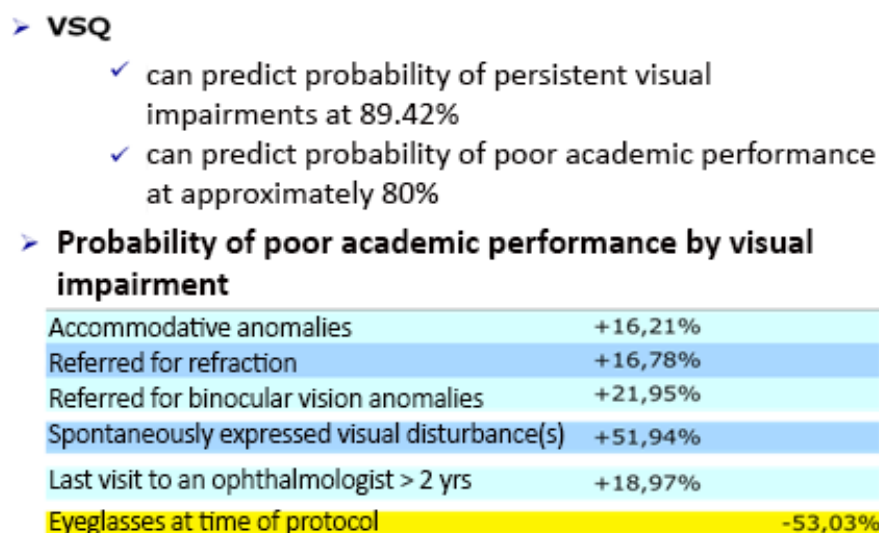 VSQ
can predict probability of persistent visual
impairments at 89.42%
can predict probability of poor academic performance
at approximately 80%
Probability of poor academic performance by visual
impairment
Accommodative anomalies +16,21%
Referred for refraction +16,78%
Referred for binocular vision anomalies +21,95%
Spontaneously expressed visual disturbance(s) +51,94%
Last visit to an ophthalmologist > 2 yrs +18,97%
Eyeglasses at time of protocol -53,03%